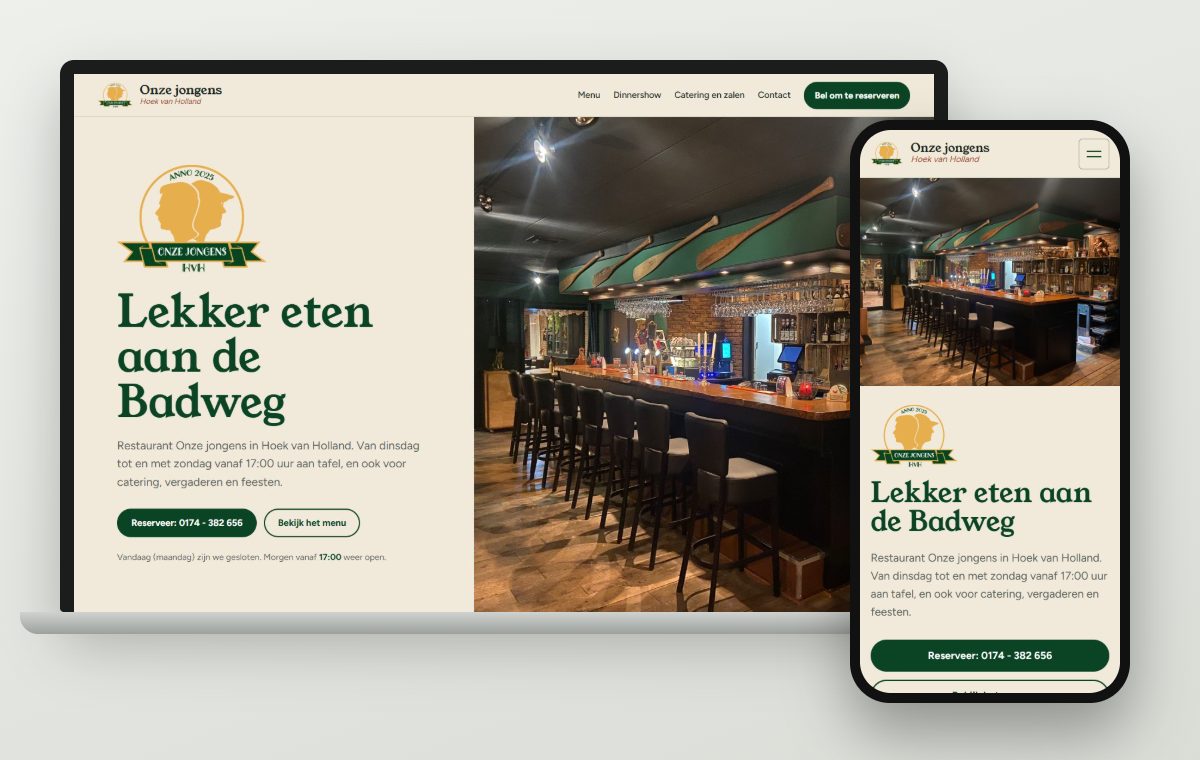 Onze jongens
Hoek van Holland
Menu Dinnershow Catering en zalen Contact Bel om te reserveren
ANNO 2025
ONZE JONGENS
HVH
Lekker eten
aan de
Badweg
Restaurant Onze jongens in Hoek van Holland. Van dinsdag
tot en met zondag vanaf 17:00 uur aan tafel, en ook voor
catering, vergaderen en feesten.
Reserveer: 0174 - 382 656 Bekijk het menu
Vandaag (maandag) zijn we gesloten. Morgen vanaf 17:00 weer open.
Onze jongens
Hoek van Holland
ANNO 2025
ONZE JONGENS
HVH
Lekker eten aan
de Badweg
Restaurant Onze jongens in Hoek van Holland.
Van dinsdag tot en met zondag vanaf 17:00 uur
aan tafel, en ook voor catering, vergaderen en
feesten.
Reserveer: 0174 - 382 656